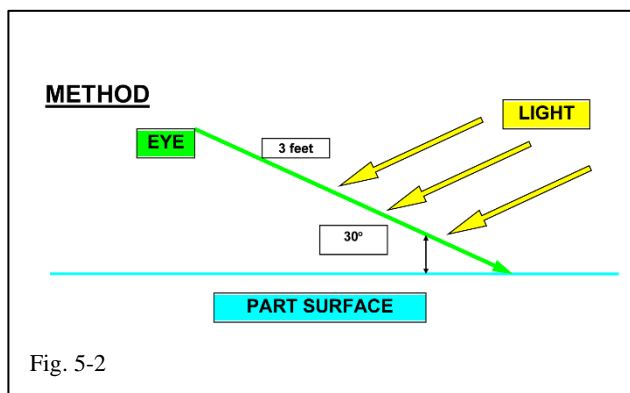 METHOD
LIGHT
EYE
3 feet
30°
PART SURFACE
Fig. 5-2